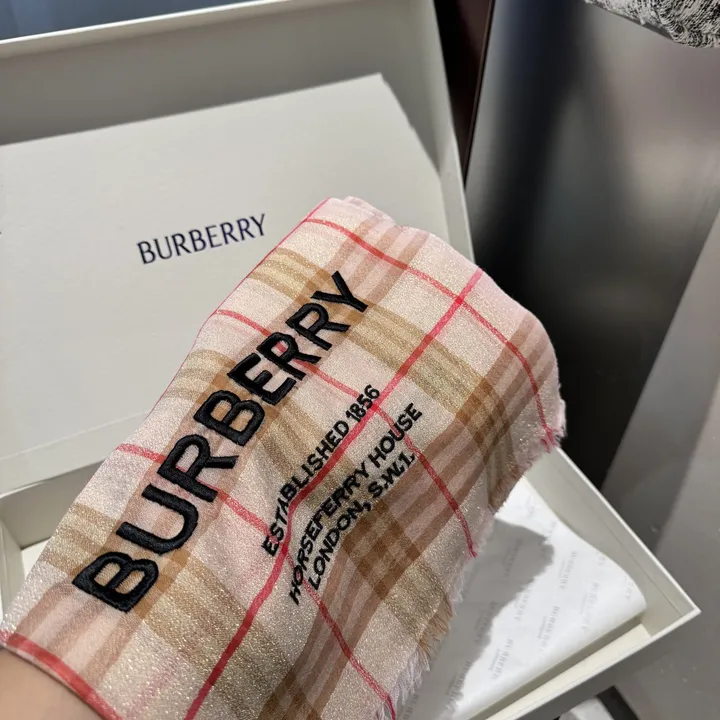 BURBERRY
BURBERRY
ESTABLISHED 1856
HORSEFERRY HOUSE
LONDON, S.W.1.